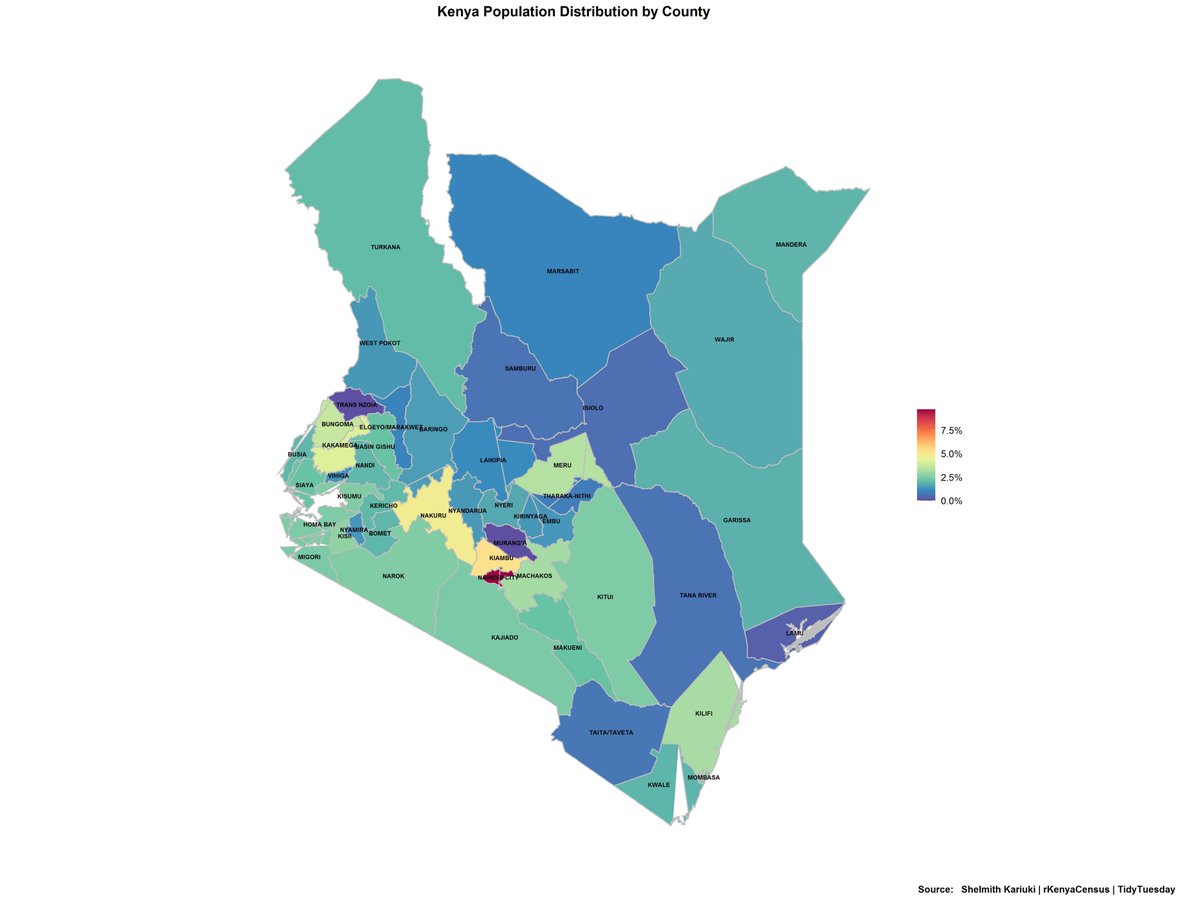 Kenya Population Distribution by County
TURKANA
MANDERA
MARSABIT
WAJIR
WEST POKOT
SAMBURU
TRANS NZOIA
ISIOLO
BUNGOMA
ELGEYO/MARAKWET
BARINGO
KAKAMEGA
UASIN GISHU
BUSIA
LAIKIPIA
NANDI
MERU
VIHIGA
SIAYA
KISUMU
THARAKA-NITHI
KERICHO
NYERI
NYANDARUA
NAKURU
KIRINYAGA
EMBU
GARISSA
HOMA BAY
NYAMIRA
KISII
BOMET
MURANG'A
MIGORI
KIAMBU
NAROK
NAIROBI CITY
MACHAKOS
KITUI
TANA RIVER
LAMU
KAJIADO
MAKUENI
KILIFI
TAITA/TAVETA
MOMBASA
KWALE
7.5%
5.0%
2.5%
0.0%
Source: Shelmith Kariuki | rKenyaCensus | TidyTuesday